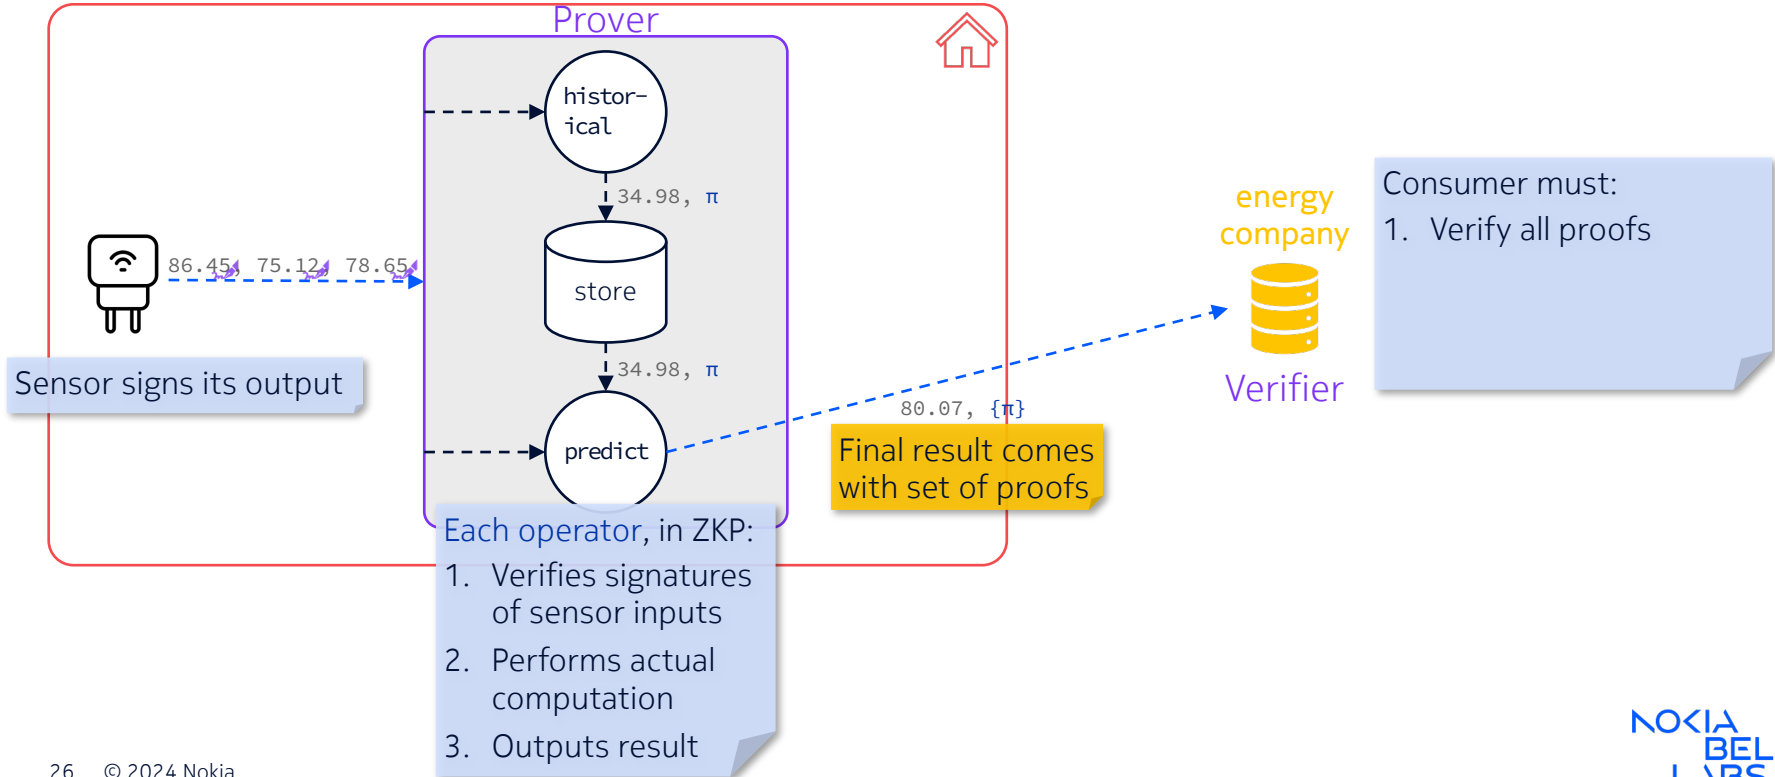 Prover
histor-
ical
34.98, π
86.45, 75.12, 78.65
store
34.98, π
predict
Sensor signs its output
Each operator, in ZKP:
1. Verifies signatures
of sensor inputs
2. Performs actual
computation
3. Outputs result
80.07, {π}
Final result comes
with set of proofs
energy
company
Verifier
Consumer must:
1. Verify all proofs
26 © 2024 Nokia
NOKIA
BELL
LABS